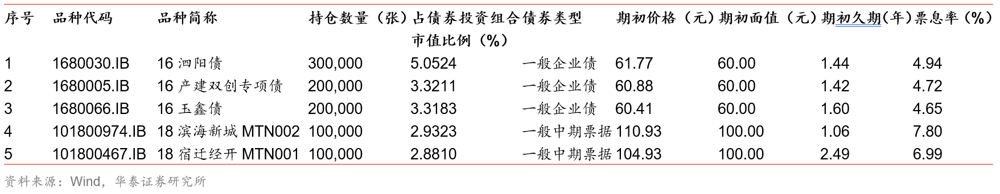 序号 品种代码 品种简称 持仓数量（张） 占债券投资组合 债券类型 期初价格（元） 期初面值（元） 期初久期(年) 票息率（%）
市值比例（%）
1 1680030.IB 16 泗阳债 300,000 5.0524 一般企业债 61.77 60.00 1.44 4.94
2 1680005.IB 16 产建双创专项债 200,000 3.3211 一般企业债 60.88 60.00 1.42 4.72
3 1680066.IB 16 玉鑫债 200,000 3.3183 一般企业债 60.41 60.00 1.60 4.65
4 101800974.IB 18 滨海新城 MTN002 100,000 2.9323 一般中期票据 110.93 100.00 1.06 7.80
5 101800467.IB 18 宿迁经开 MTN001 100,000 2.8810 一般中期票据 104.93 100.00 2.49 6.99
资料来源：Wind，华泰证券研究所